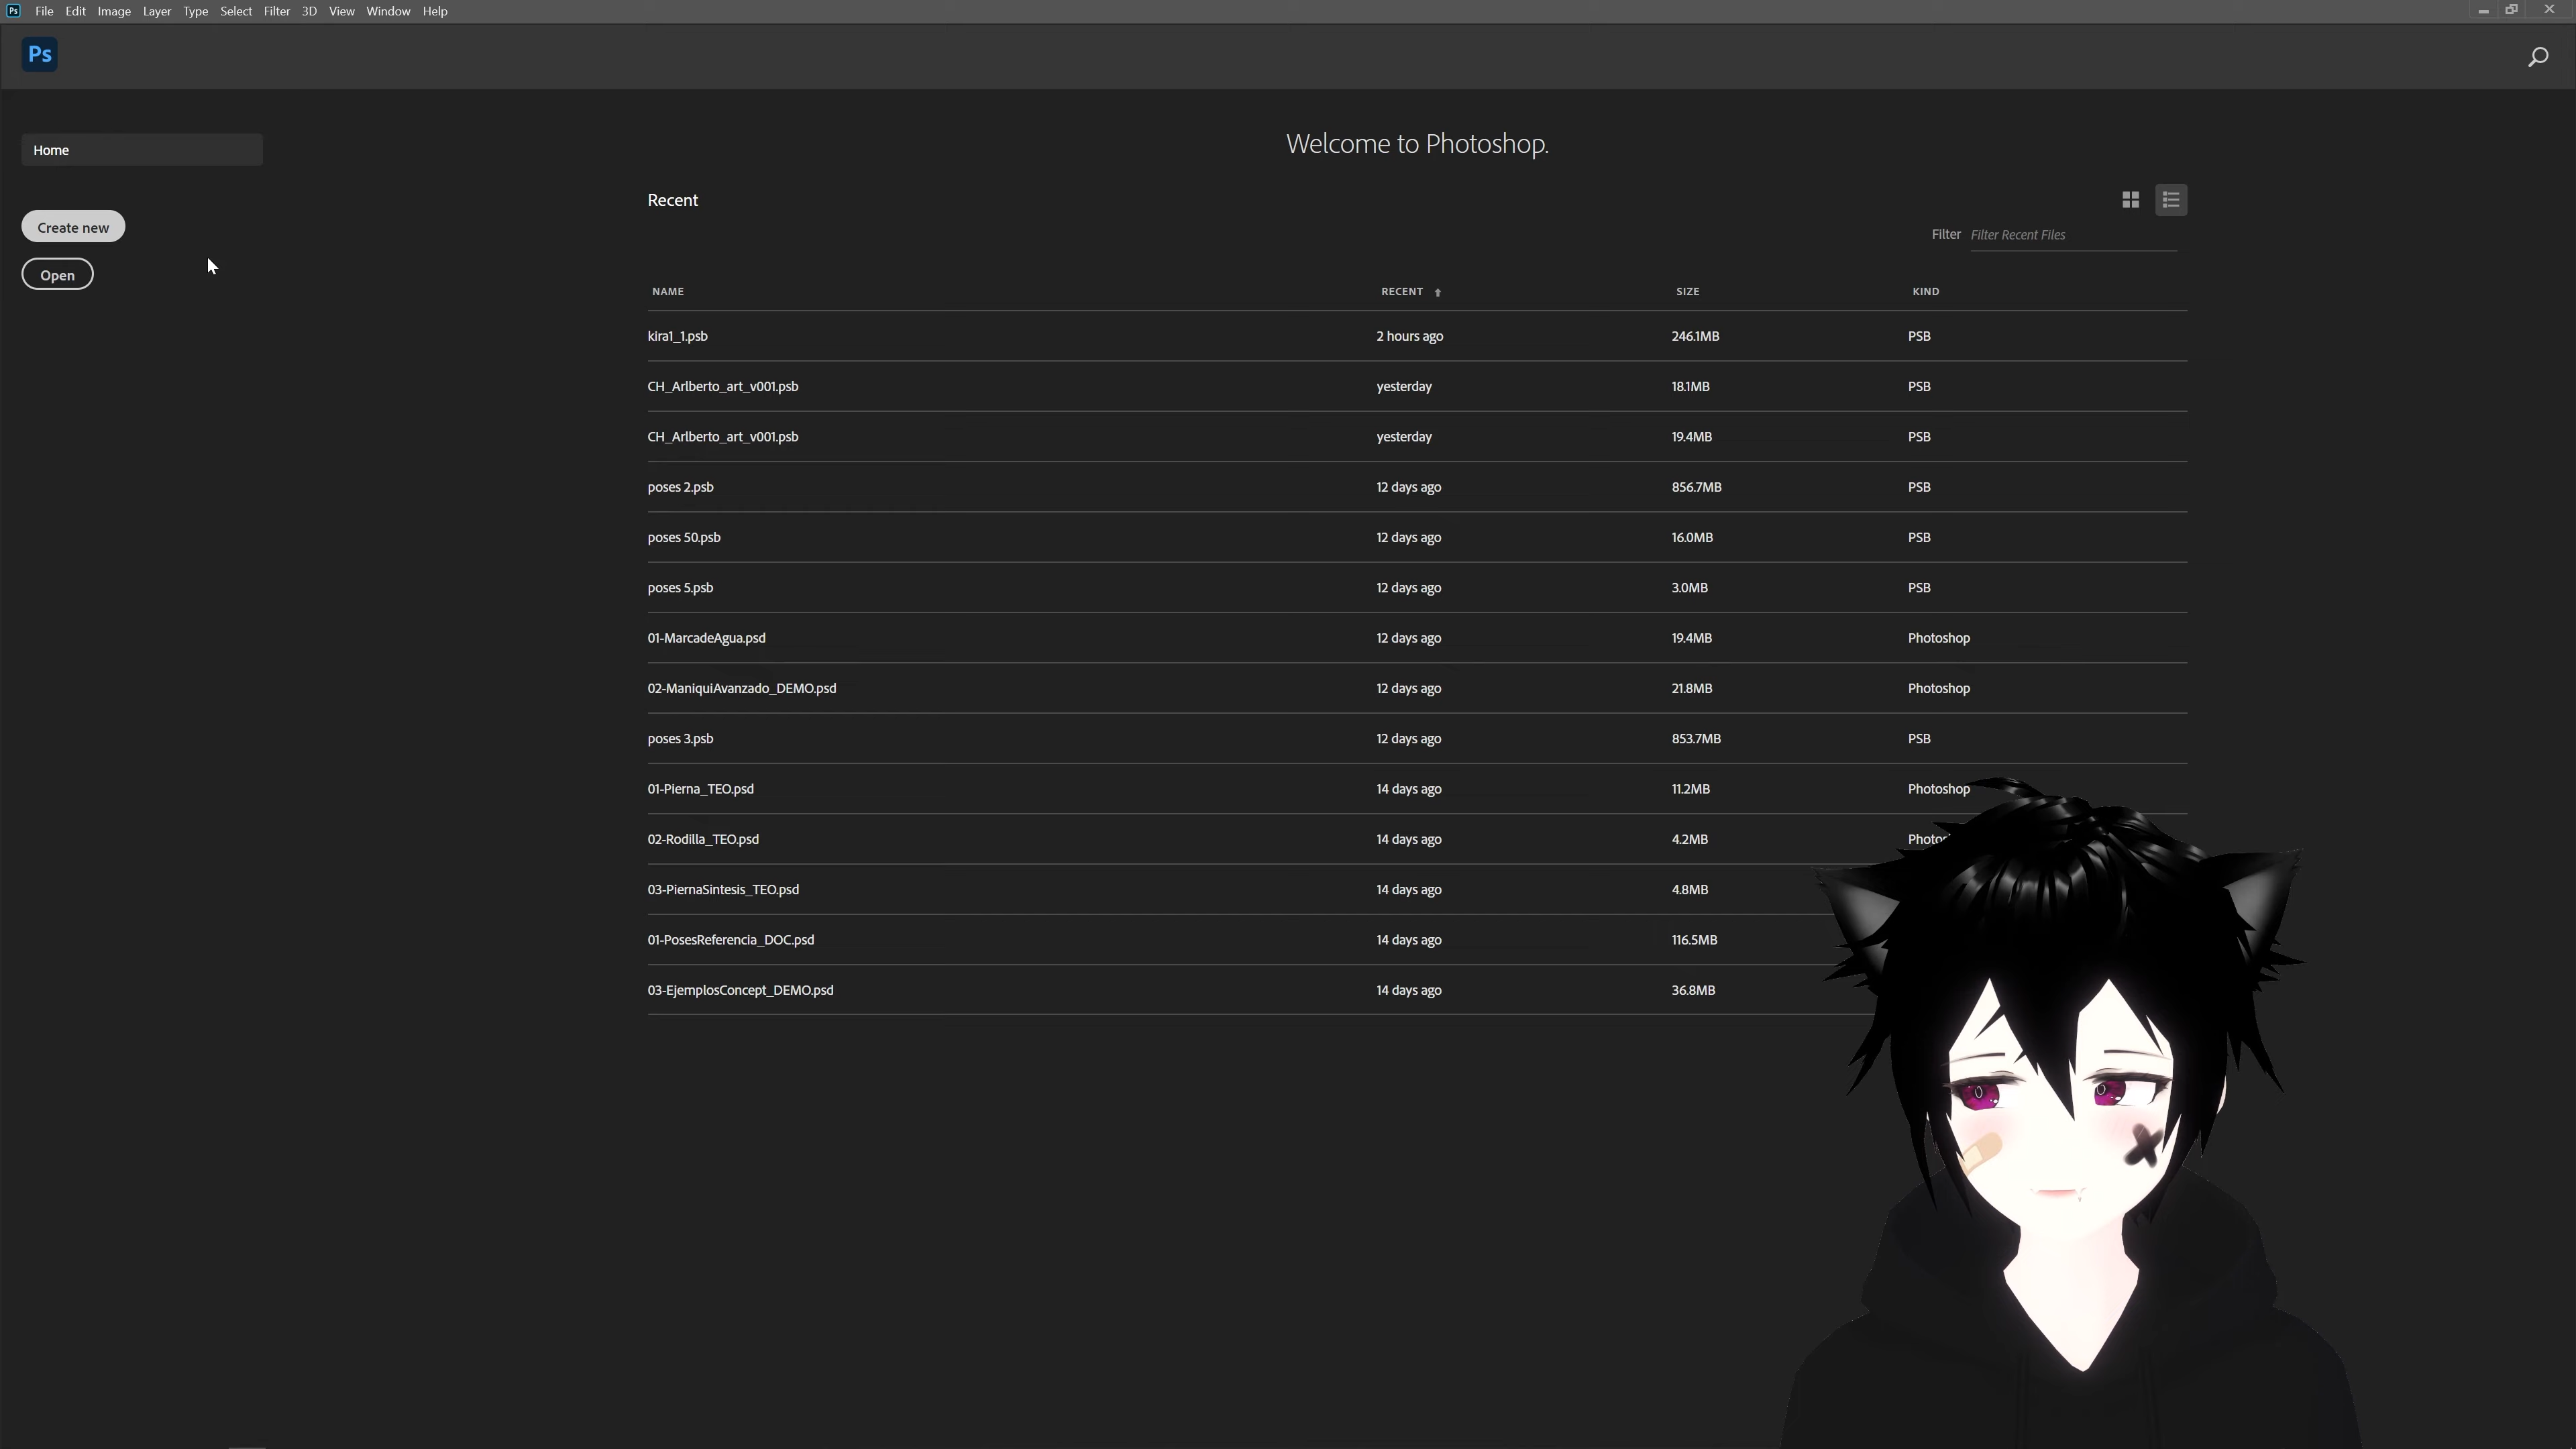 Ps File Edit Image Layer Type Select Filter 3D View Window Help
Ps
Home
Create new
Open
Welcome to Photoshop.
Recent
Filter Filter Recent Files
NAME RECENT SIZE KIND
kira1_1.psb 2 hours ago 246.1MB PSB
CH_Arlberto_art_v001.psb yesterday 18.1MB PSB
CH_Arlberto_art_v001.psb yesterday 19.4MB PSB
poses 2.psb 12 days ago 856.7MB PSB
poses 50.psb 12 days ago 16.0MB PSB
poses 5.psb 12 days ago 3.0MB PSB
01-MarcadeAgua.psd 12 days ago 19.4MB Photoshop
02-ManiquiAvanzado_DEMO.psd 12 days ago 21.8MB Photoshop
poses 3.psb 12 days ago 853.7MB PSB
01-Pierna_TEO.psd 14 days ago 11.2MB Photoshop
02-Rodilla_TEO.psd 14 days ago 4.2MB
03-PiernaSintesis_TEO.psd 14 days ago 4.8MB
01-PosesReferencia_DOC.psd 14 days ago 116.5MB
03-EjemplosConcept_DEMO.psd 14 days ago 36.8MB